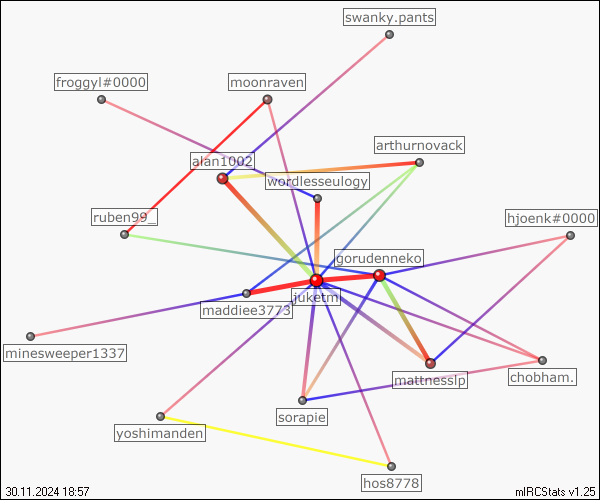 swanky.pants
froggyl#0000
moonraven
arthurnovack
alan1002
wordlesseulogy
ruben99_
hjoenk#0000
gorudenneko
juketm
maddiee3773
minesweeper1337
mattnesslp
chobham.
sorapie
yoshimanden
hos8778
30.11.2024 18:57
mIRCStats v1.25